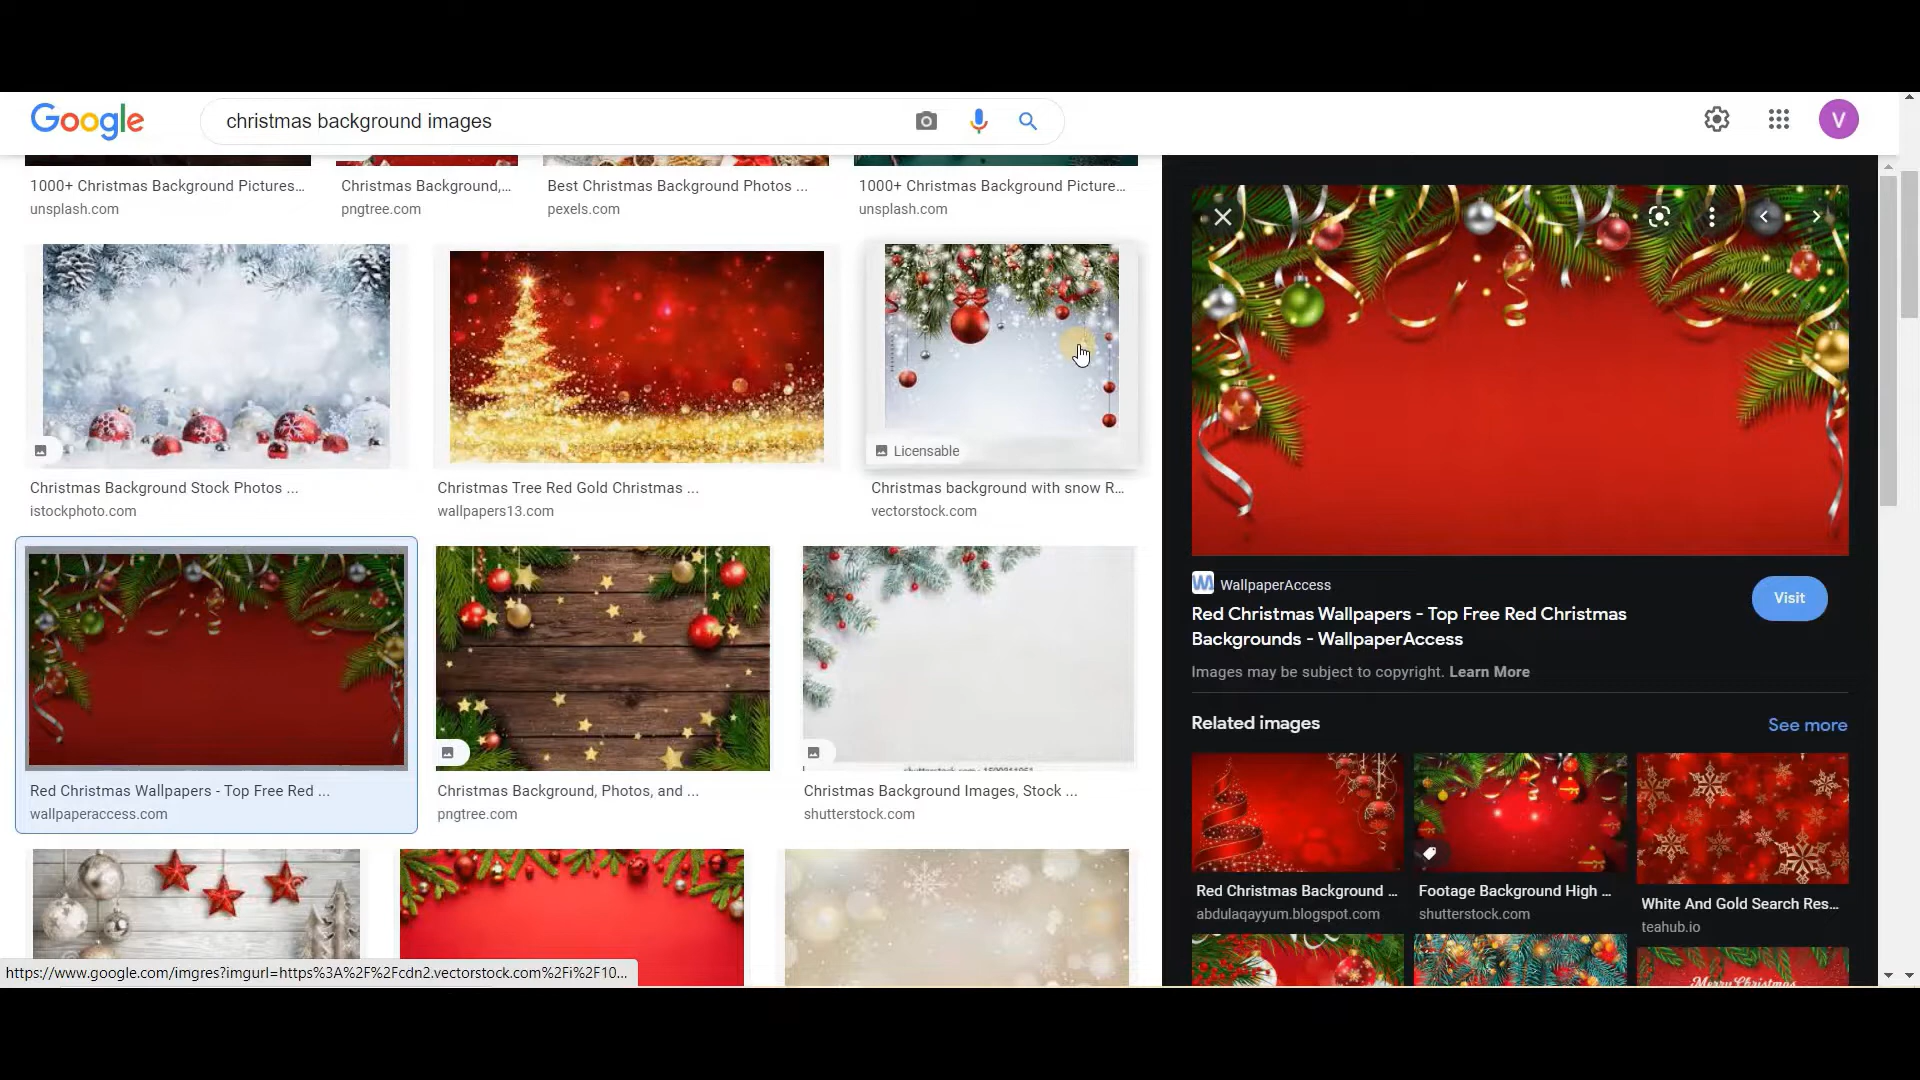 Google
christmas background images
V
1000+ Christmas Background Pictures...
unsplash.com
Christmas Background,...
pngtree.com
Best Christmas Background Photos ...
pexels.com
1000+ Christmas Background Picture...
unsplash.com
Licensable
Christmas Background Stock Photos ...
istockphoto.com
Christmas Tree Red Gold Christmas ...
wallpapers13.com
Christmas background with snow R...
vectorstock.com
Red Christmas Wallpapers - Top Free Red ...
wallpaperaccess.com
Christmas Background, Photos, and ...
pngtree.com
Christmas Background Images, Stock ...
shutterstock.com
https://www.google.com/imgres?imgurl=https%3A%2F%2Fcdn2.vectorstock.com%2Fi%2F10...
W WallpaperAccess
Red Christmas Wallpapers - Top Free Red Christmas
Backgrounds - WallpaperAccess
Visit
Images may be subject to copyright. Learn More
Related images
See more
Red Christmas Background ...
abdulaqayyum.blogspot.com
Footage Background High ...
shutterstock.com
White And Gold Search Res...
teahub.io
Merry Christmas